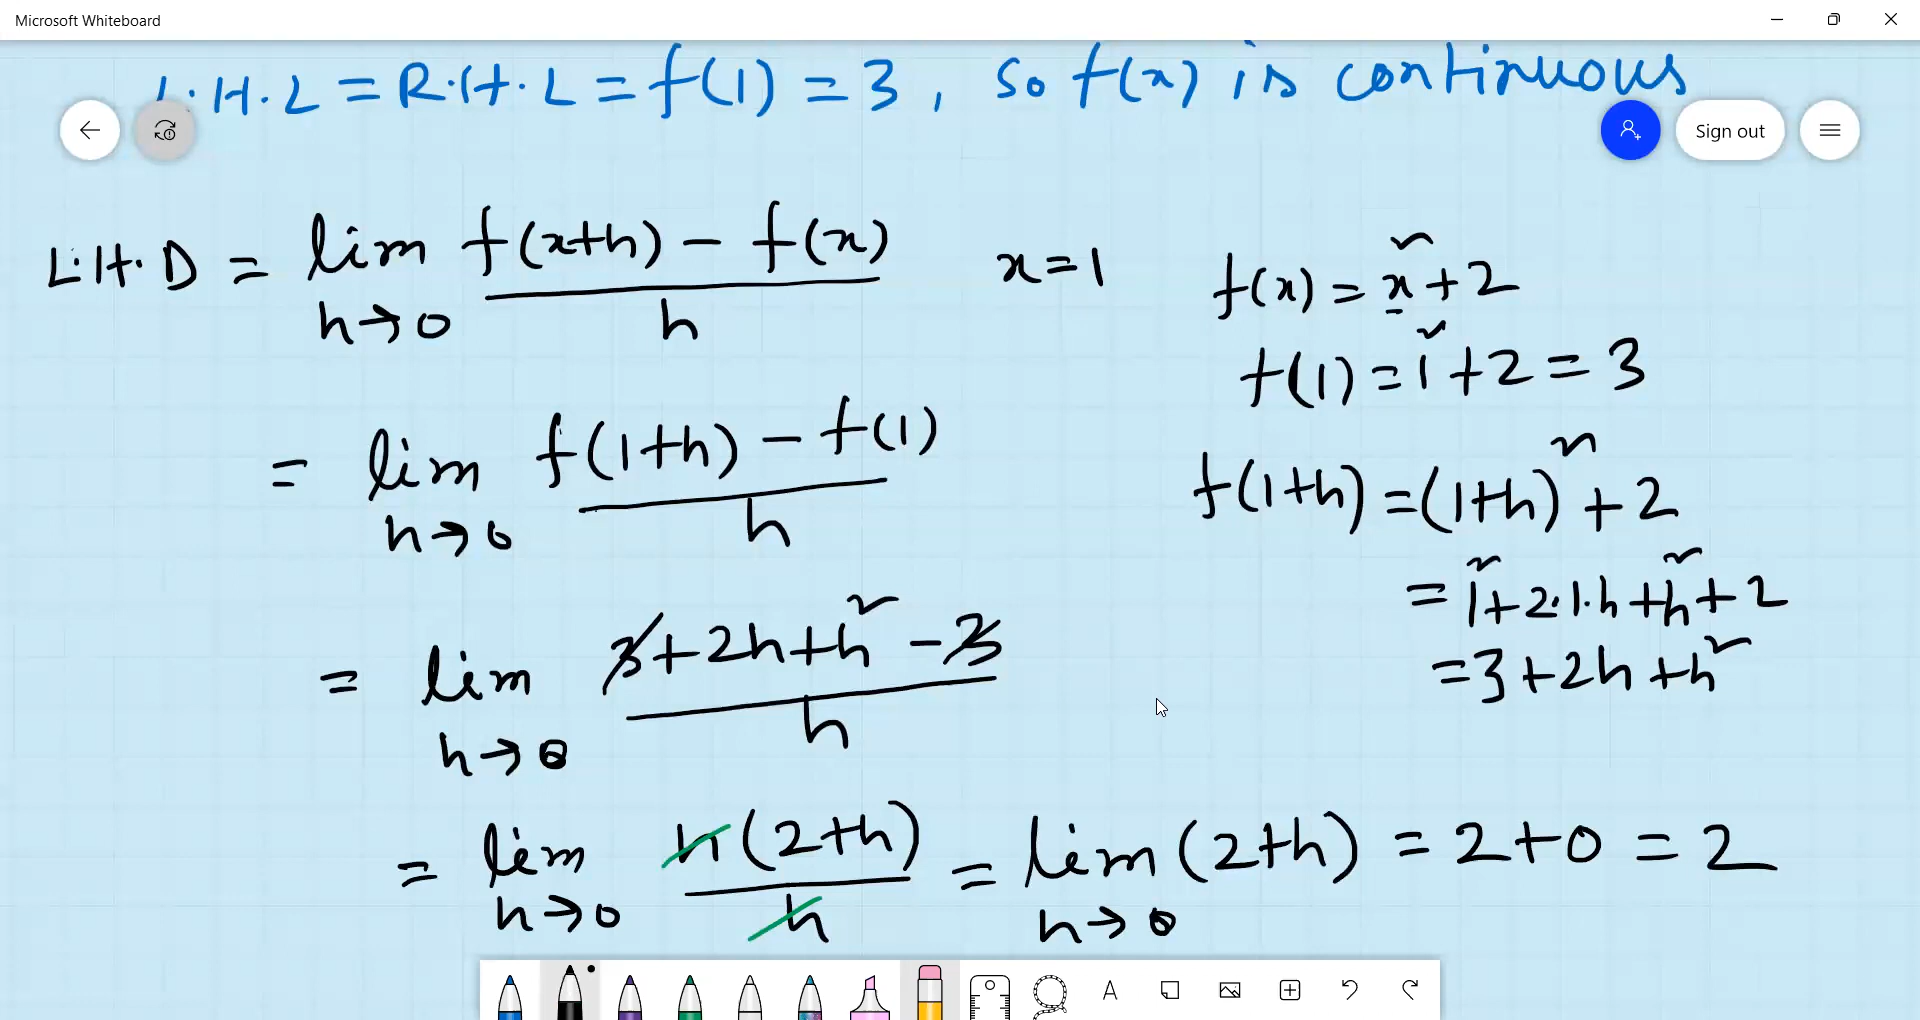 Microsoft Whiteboard
L.H.L = R.H.L = f(1) = 3, so f(x) is continuous
Sign out
L.H.D = lim h→0 (f(x+h) - f(x))/h
x = 1
f(x) = x² + 2
f(1) = 1² + 2 = 3
= lim h→0 (f(1+h) - f(1))/h
f(1+h) = (1+h)² + 2
= 1² + 2·1·h + h² + 2
= 3 + 2h + h²
= lim h→0 (3 + 2h + h² - 3)/h
= lim h→0 h(2+h)/h = lim h→0 (2+h) = 2+0 = 2
A